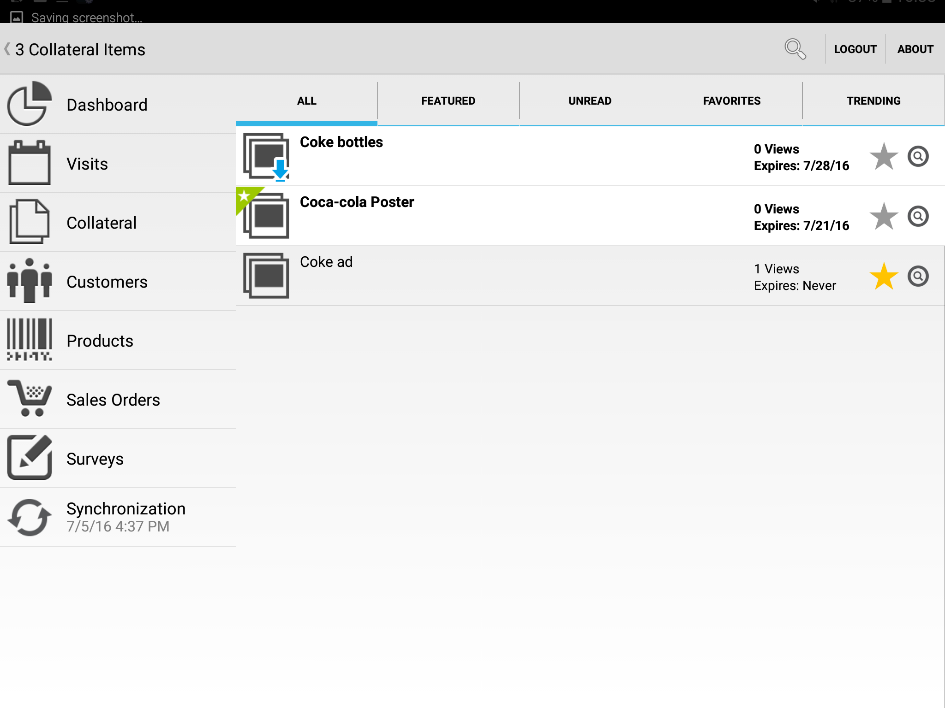 Saving screenshot...
3 Collateral Items
LOGOUT
ABOUT
Dashboard
Visits
Collateral
Customers
Products
Sales Orders
Surveys
Synchronization
7/5/16 4:37 PM
ALL
FEATURED
UNREAD
FAVORITES
TRENDING
Coke bottles
0 Views
Expires: 7/28/16
Coca-cola Poster
0 Views
Expires: 7/21/16
Coke ad
1 Views
Expires: Never